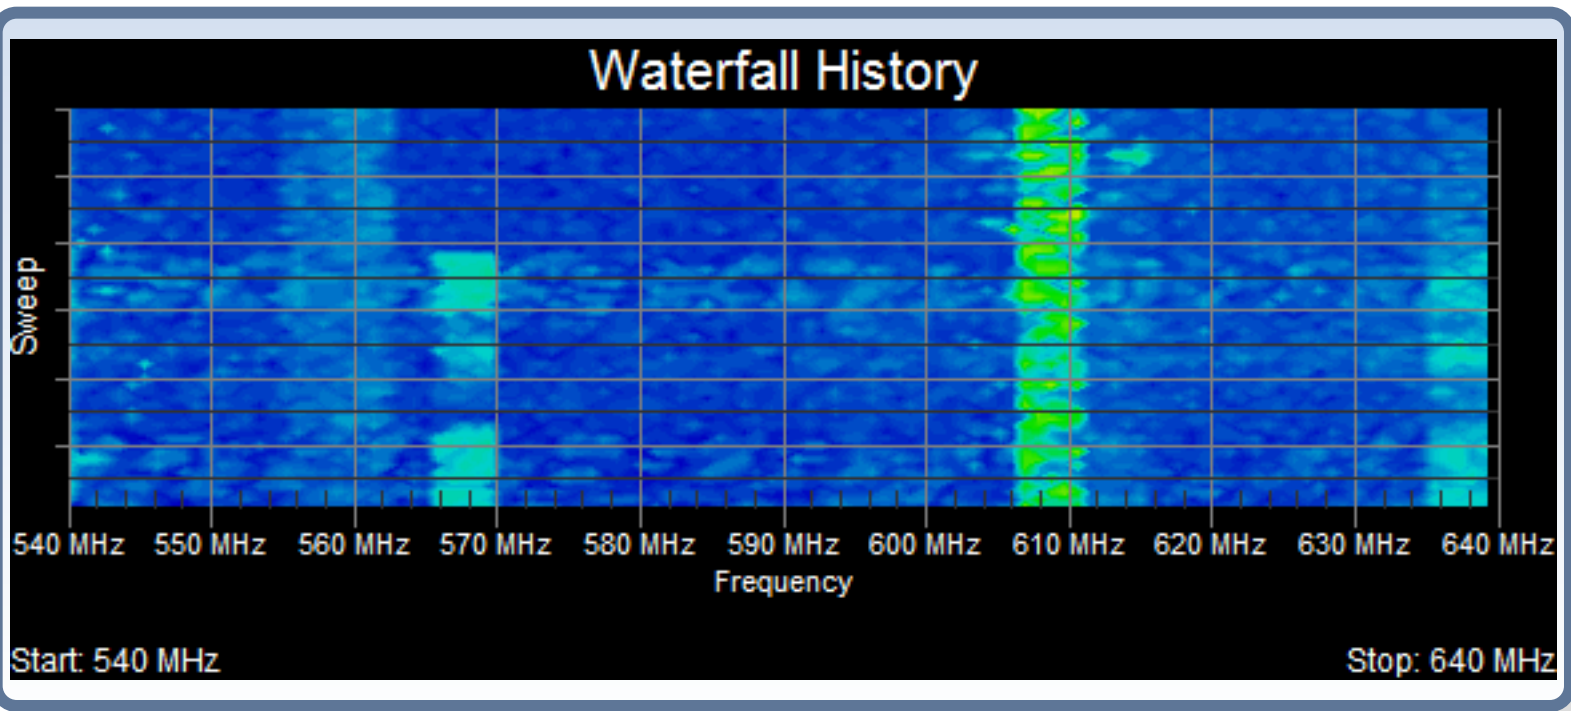 Waterfall History
Sweep
540 MHz 550 MHz 560 MHz 570 MHz 580 MHz 590 MHz 600 MHz 610 MHz 620 MHz 630 MHz 640 MHz
Frequency
Start: 540 MHz Stop: 640 MHz